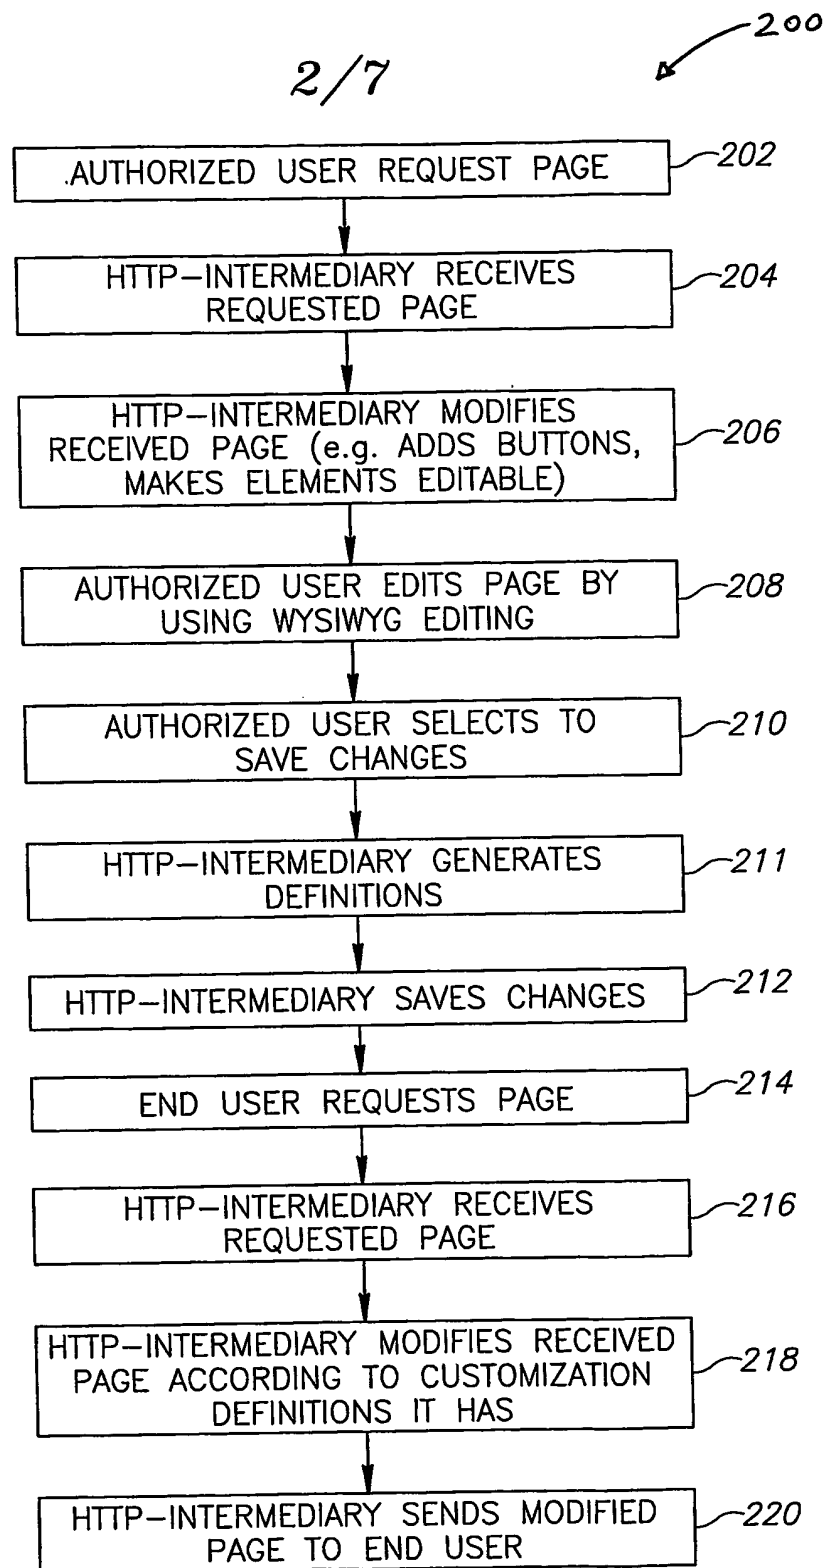 200
2/7
AUTHORIZED USER REQUEST PAGE
202
HTTP-INTERMEDIARY RECEIVES
REQUESTED PAGE
204
HTTP-INTERMEDIARY MODIFIES
RECEIVED PAGE (e.g. ADDS BUTTONS,
MAKES ELEMENTS EDITABLE)
206
AUTHORIZED USER EDITS PAGE BY
USING WYSIWYG EDITING
208
AUTHORIZED USER SELECTS TO
SAVE CHANGES
210
HTTP-INTERMEDIARY GENERATES
DEFINITIONS
211
HTTP-INTERMEDIARY SAVES CHANGES
212
END USER REQUESTS PAGE
214
HTTP-INTERMEDIARY RECEIVES
REQUESTED PAGE
216
HTTP-INTERMEDIARY MODIFIES RECEIVED
PAGE ACCORDING TO CUSTOMIZATION
DEFINITIONS IT HAS
218
HTTP-INTERMEDIARY SENDS MODIFIED
PAGE TO END USER
220